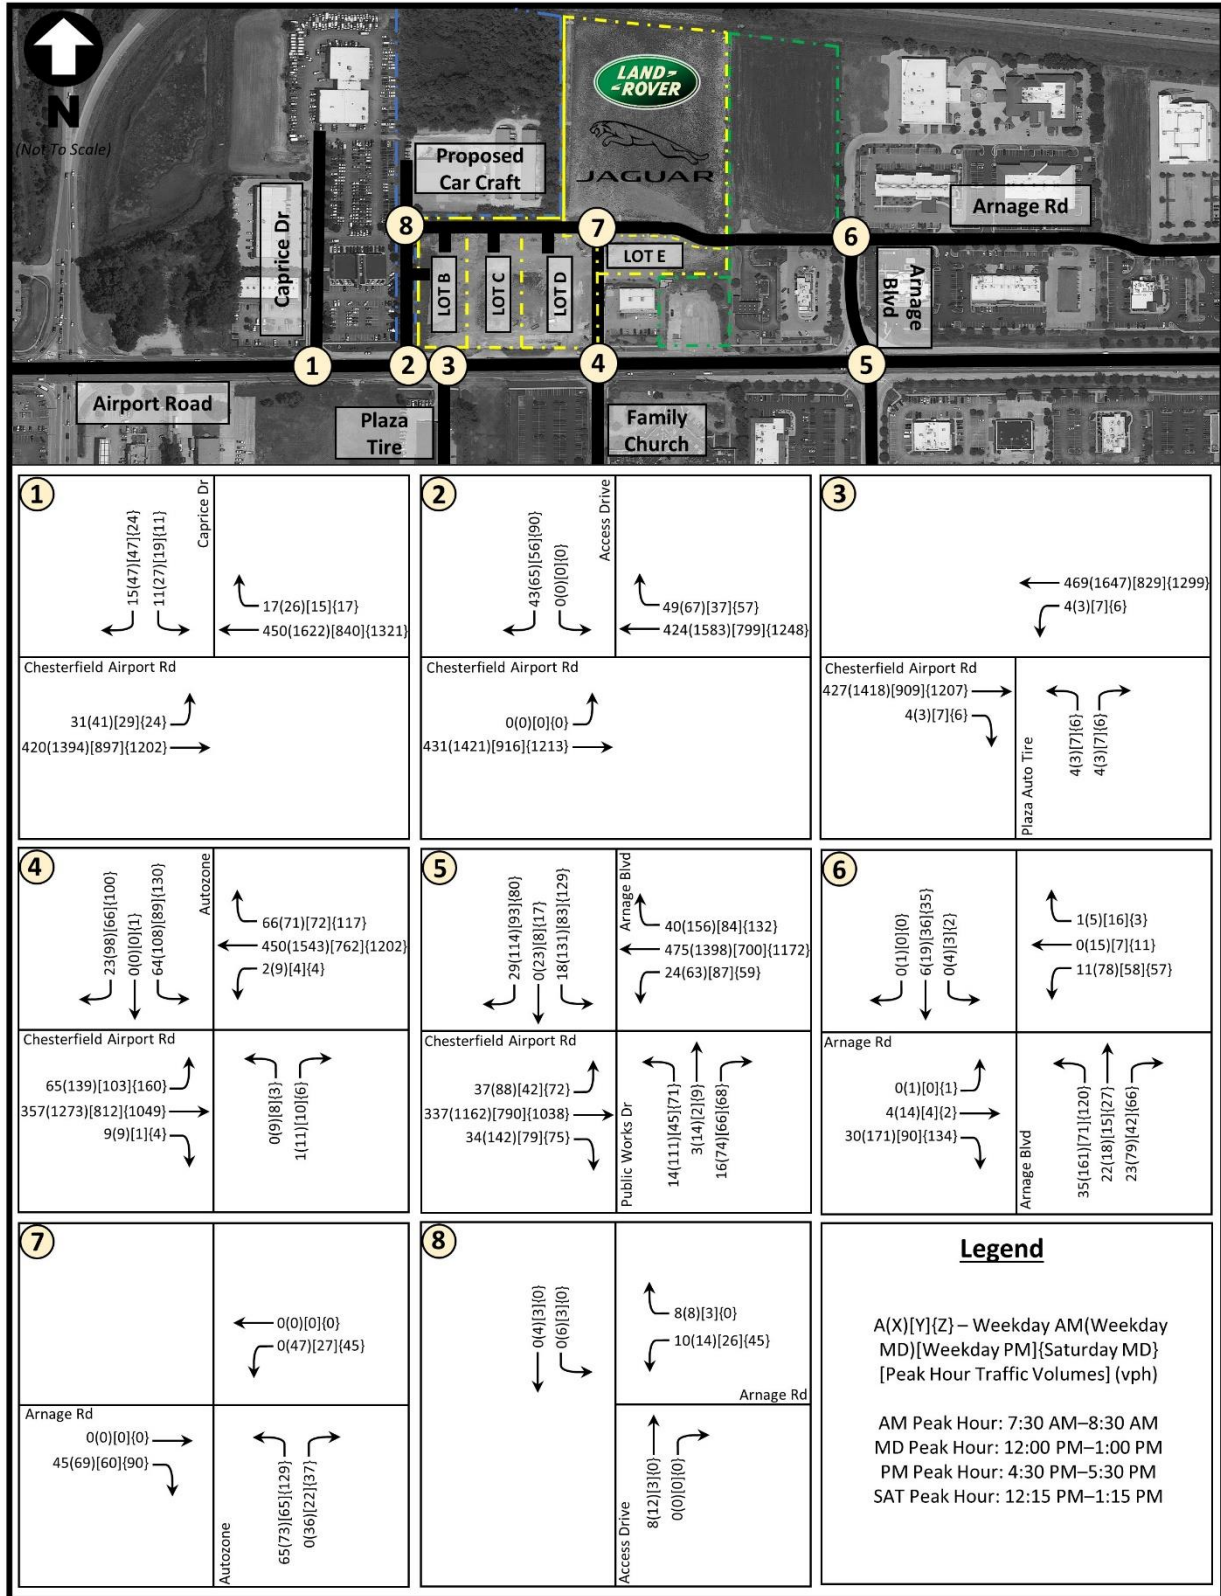 N
(Not To Scale)
LAND-
-ROVER
JAGUAR
Proposed
Car Craft
Caprice Dr
Arnage Rd
Arnage
Blvd
LOT B
LOT C
LOT D
LOT E
8
7
6
1
2
3
4
5
Airport Road
Plaza
Tire
Family
Church
1
Caprice Dr
15(47)[47]{24}
11(27)[19]{11}
17(26)[15]{17}
450(1622)[840]{1321}
Chesterfield Airport Rd
31(41)[29]{24}
420(1394)[897]{1202}
2
Access Drive
43(65)[56]{90}
0(0)[0]{0}
49(67)[37]{57}
424(1583)[799]{1248}
Chesterfield Airport Rd
0(0)[0]{0}
431(1421)[916]{1213}
3
469(1647)[829]{1299}
4(3)[7]{6}
Chesterfield Airport Rd
427(1418)[909]{1207}
4(3)[7]{6}
Plaza Auto Tire
4(3)[7]{6}
4(3)[7]{6}
4
Autozone
23(98)[66]{100}
0(0)[0]{1}
64(108)[89]{130}
66(71)[72]{117}
450(1543)[762]{1202}
2(9)[4]{4}
Chesterfield Airport Rd
65(139)[103]{160}
357(1273)[812]{1049}
9(9)[1]{4}
0(9)[8]{3}
1(11)[10]{6}
5
Arnage Blvd
29(114)[93]{80}
0(23)[8]{17}
18(131)[83]{129}
40(156)[84]{132}
475(1398)[700]{1172}
24(63)[87]{59}
Chesterfield Airport Rd
37(88)[42]{72}
337(1162)[790]{1038}
34(142)[79]{75}
Public Works Dr
14(111)[45]{71}
3(14)[2]{9}
16(74)[66]{68}
6
0(1)[0]{0}
6(19)[36]{35}
0(4)[3]{2}
1(5)[16]{3}
0(15)[7]{11}
11(78)[58]{57}
Arnage Rd
0(1)[0]{1}
4(14)[4]{2}
30(171)[90]{134}
Arnage Blvd
35(161)[71]{120}
22(18)[15]{27}
23(79)[42]{66}
7
0(0)[0]{0}
0(47)[27]{45}
Arnage Rd
0(0)[0]{0}
45(69)[60]{90}
Autozone
65(73)[65]{129}
0(36)[22]{37}
8
0(4)[3]{0}
0(6)[3]{0}
8(8)[3]{0}
10(14)[26]{45}
Arnage Rd
Access Drive
8(12)[3]{0}
0(0)[0]{0}
Legend
A(X)[Y]{Z} – Weekday AM(Weekday
MD)[Weekday PM]{Saturday MD}
[Peak Hour Traffic Volumes] (vph)
AM Peak Hour: 7:30 AM–8:30 AM
MD Peak Hour: 12:00 PM–1:00 PM
PM Peak Hour: 4:30 PM–5:30 PM
SAT Peak Hour: 12:15 PM–1:15 PM